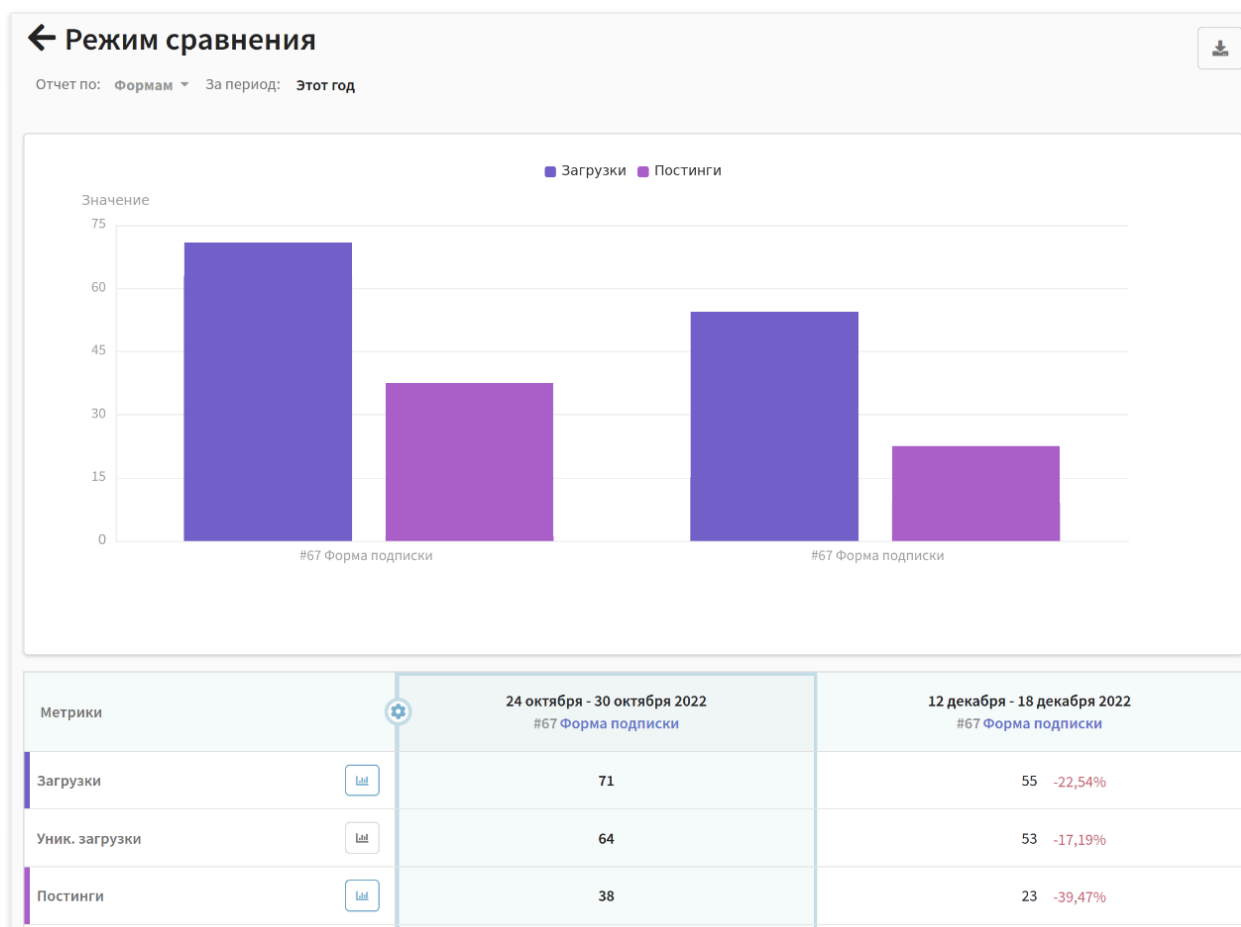 Режим сравнения
Отчет по: Формам За период: Этот год
Загрузки Постинги
Значение
75
60
45
30
15
0
#67 Форма подписки #67 Форма подписки
Метрики
24 октября - 30 октября 2022
#67 Форма подписки
12 декабря - 18 декабря 2022
#67 Форма подписки
Загрузки 71 55 -22,54%
Уник. загрузки 64 53 -17,19%
Постинги 38 23 -39,47%